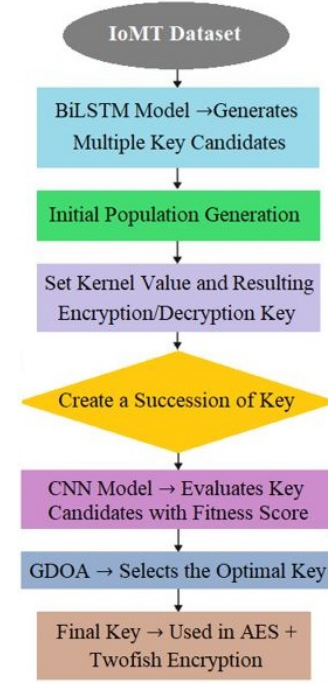 IoMT Dataset
BiLSTM Model →Generates
Multiple Key Candidates
Initial Population Generation
Set Kernel Value and Resulting
Encryption/Decryption Key
Create a Succession of Key
CNN Model → Evaluates Key
Candidates with Fitness Score
GDOA → Selects the Optimal Key
Final Key → Used in AES +
Twofish Encryption